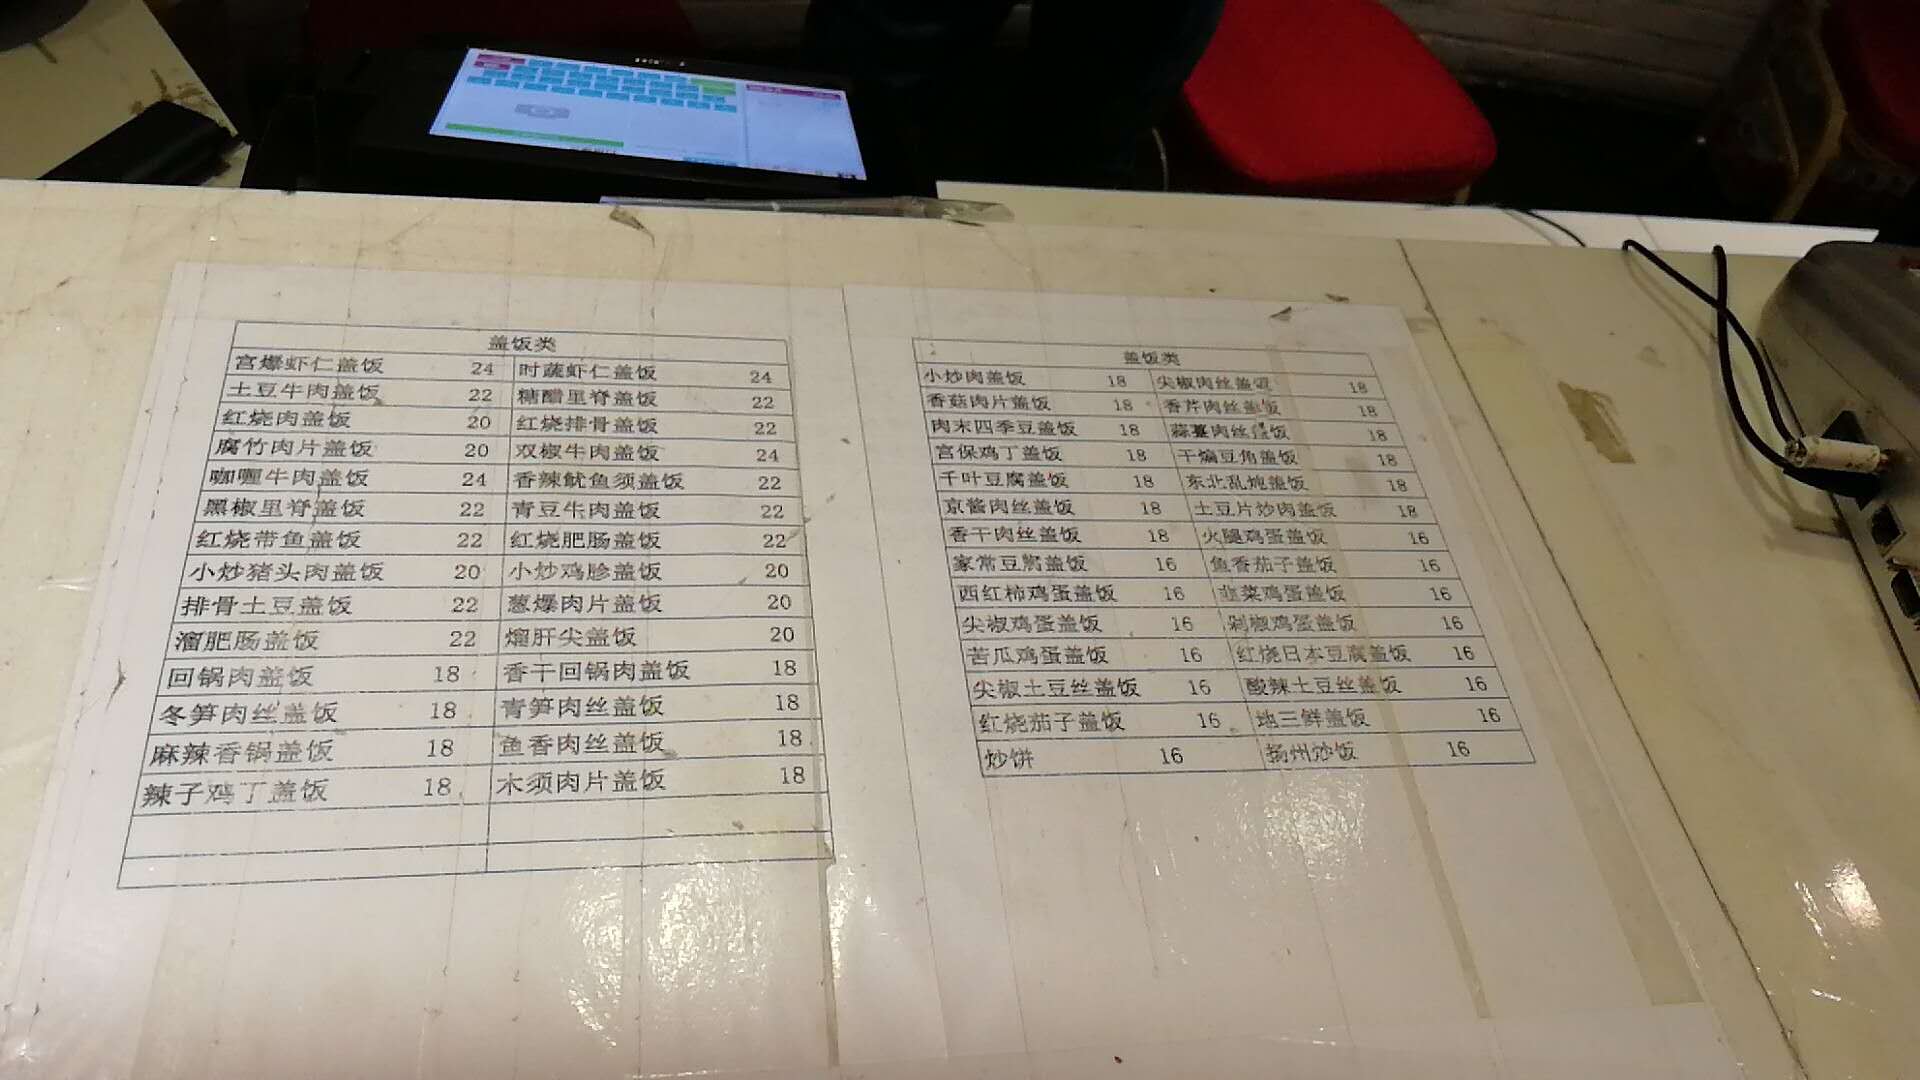 盖饭类
宫爆虾仁盖饭 24 时蔬虾仁盖饭 24
土豆牛肉盖饭 22 糖醋里脊盖饭 22
红烧肉盖饭 20 红烧排骨盖饭 22
腐竹肉片盖饭 20 双椒牛肉盖饭 24
咖喱牛肉盖饭 24 香辣鱿鱼须盖饭 22
黑椒里脊盖饭 22 青豆牛肉盖饭 22
红烧带鱼盖饭 22 红烧肥肠盖饭 22
小炒猪头肉盖饭 20 小炒鸡胗盖饭 20
排骨土豆盖饭 22 葱爆肉片盖饭 20
溜肥肠盖饭 22 熘肝尖盖饭 20
回锅肉盖饭 18 香干回锅肉盖饭 18
冬笋肉丝盖饭 18 青笋肉丝盖饭 18
麻辣香锅盖饭 18 鱼香肉丝盖饭 18
辣子鸡丁盖饭 18 木须肉片盖饭 18
盖饭类
小炒肉盖饭 18 尖椒肉丝盖饭 18
香菇肉片盖饭 18 香芹肉丝盖饭 18
肉末四季豆盖饭 18 蒜薹肉丝盖饭 18
宫保鸡丁盖饭 18 干煸豆角盖饭 18
千叶豆腐盖饭 18 东北乱炖盖饭 18
京酱肉丝盖饭 18 土豆片炒肉盖饭 18
香干肉丝盖饭 18 火腿鸡蛋盖饭 16
家常豆腐盖饭 16 鱼香茄子盖饭 16
西红柿鸡蛋盖饭 16 韭菜鸡蛋盖饭 16
尖椒鸡蛋盖饭 16 剁椒鸡蛋盖饭 16
苦瓜鸡蛋盖饭 16 红烧日本豆腐盖饭 16
尖椒土豆丝盖饭 16 酸辣土豆丝盖饭 16
红烧茄子盖饭 16 地三鲜盖饭 16
炒饼 16 扬州炒饭 16